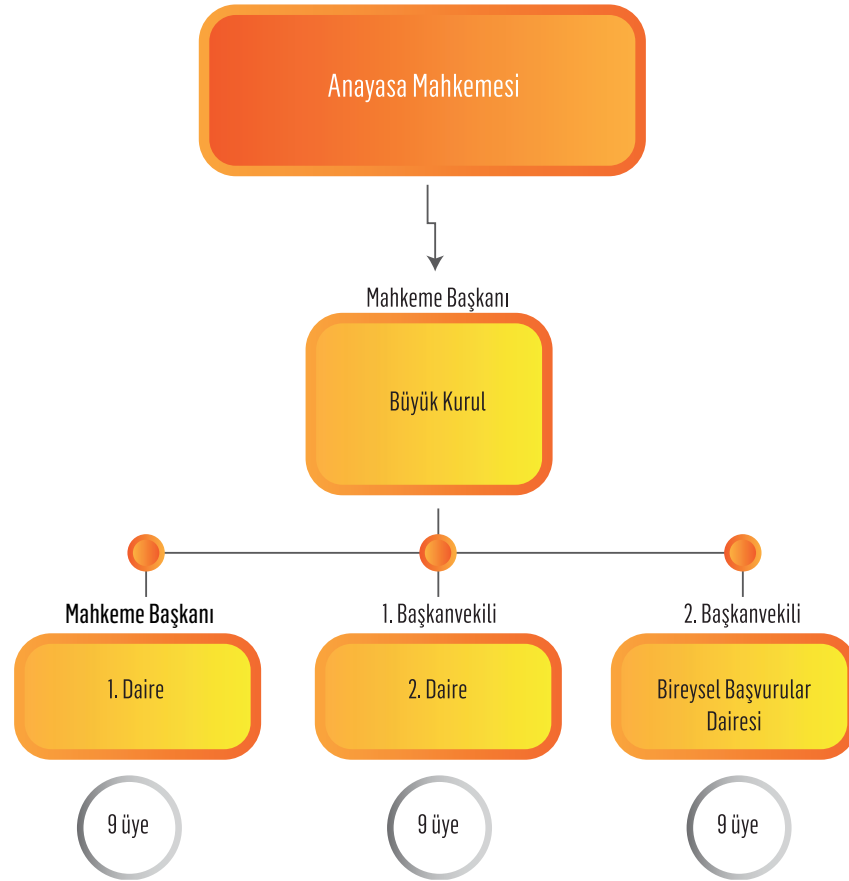 Anayasa Mahkemesi
Mahkeme Başkanı
Büyük Kurul
Mahkeme Başkanı
1. Başkanvekili
2. Başkanvekili
1. Daire
2. Daire
Bireysel Başvurular
Dairesi
9 üye
9 üye
9 üye